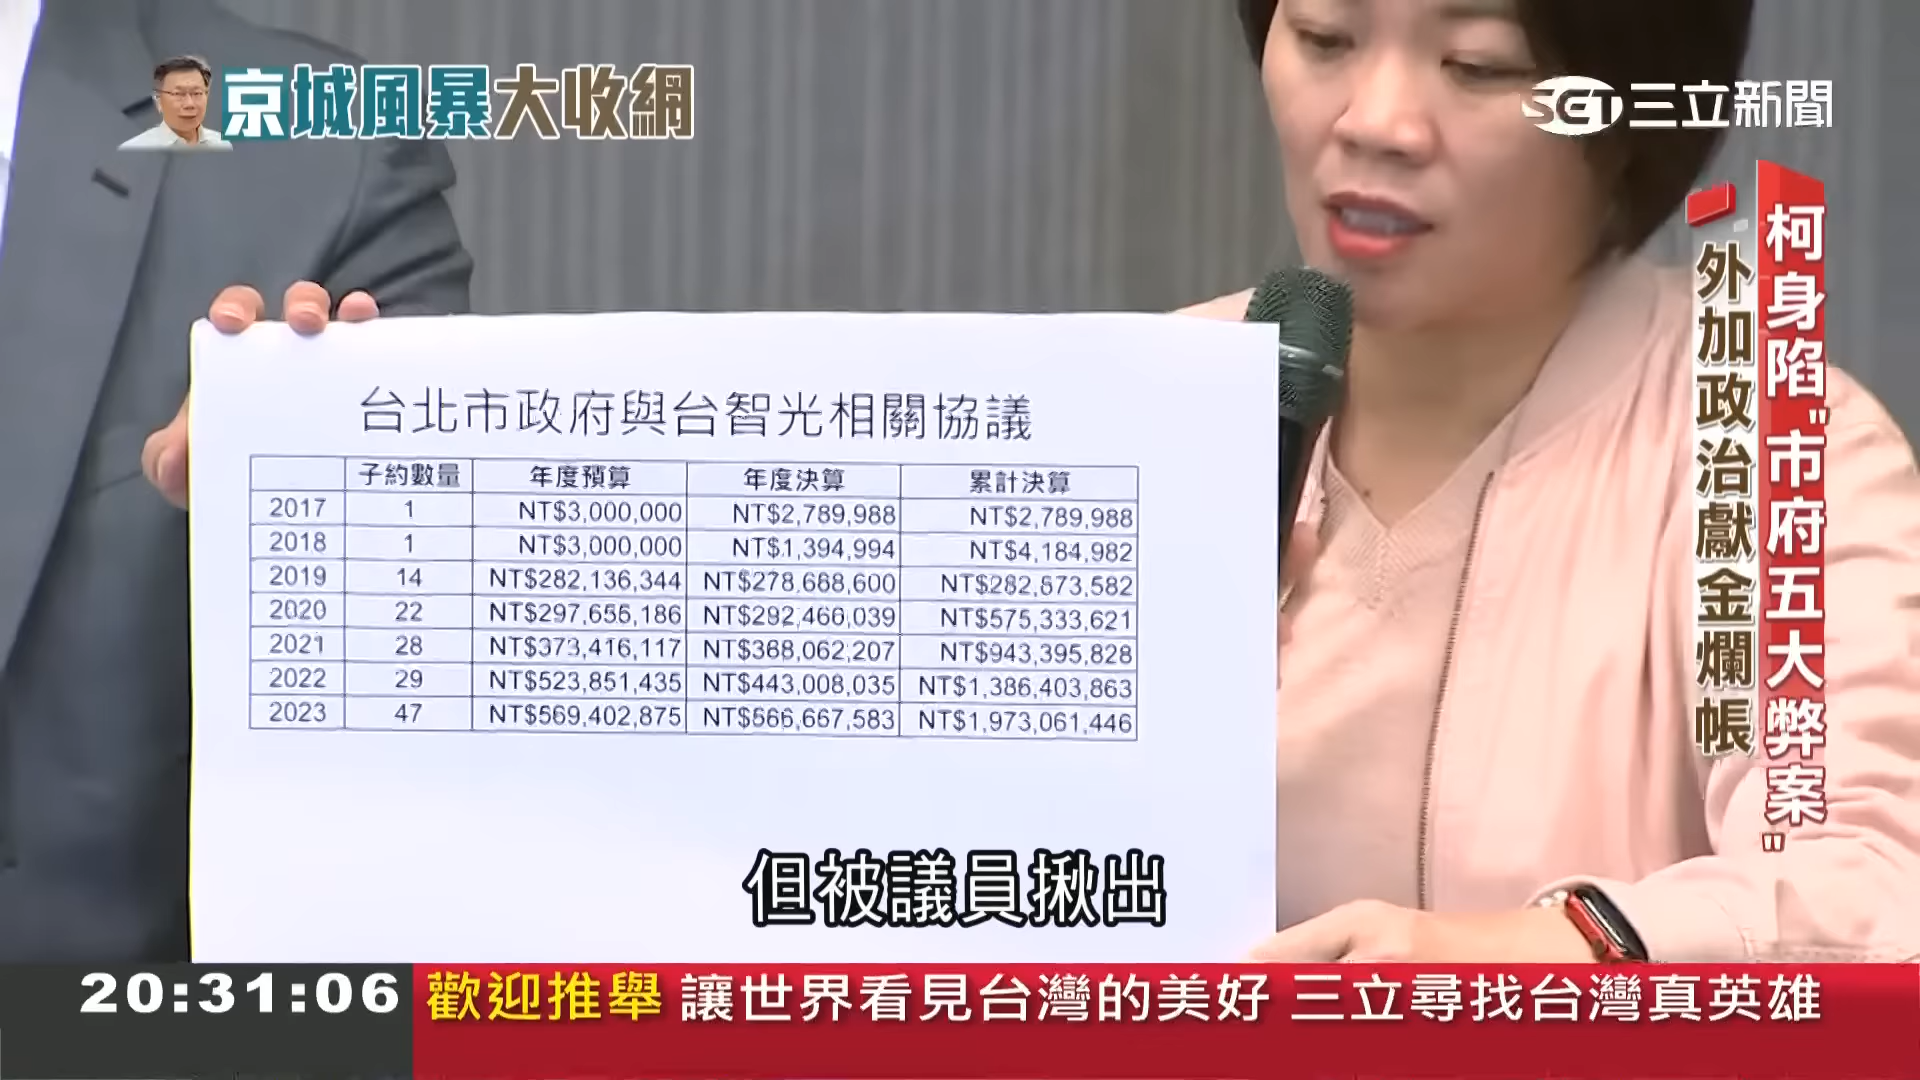 京城風暴大收網
SET三立新聞
柯身陷"市府五大弊案"
外加政治獻金爛帳
台北市政府與台智光相關協議
子約數量 年度預算 年度決算 累計決算
2017 1 NT$3,000,000 NT$2,789,988 NT$2,789,988
2018 1 NT$3,000,000 NT$1,394,994 NT$4,184,982
2019 14 NT$282,136,344 NT$278,668,600 NT$282,873,582
2020 22 NT$297,656,186 NT$292,466,039 NT$575,333,621
2021 28 NT$373,416,117 NT$368,062,207 NT$943,395,828
2022 29 NT$523,851,435 NT$443,008,035 NT$1,386,403,863
2023 47 NT$569,402,875 NT$566,667,583 NT$1,973,061,446
但被議員揪出
20:31:06 歡迎推舉 讓世界看見台灣的美好 三立尋找台灣真英雄